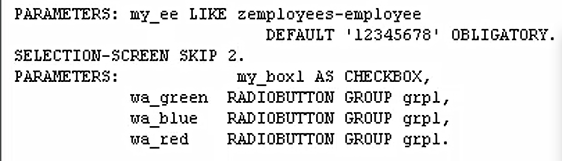 PARAMETERS: my_ee LIKE zemployees-employee
DEFAULT '12345678' OBLIGATORY.
SELECTION-SCREEN SKIP 2.
PARAMETERS: my_box1 AS CHECKBOX,
wa_green RADIOBUTTON GROUP grp1,
wa_blue RADIOBUTTON GROUP grp1,
wa_red RADIOBUTTON GROUP grp1.